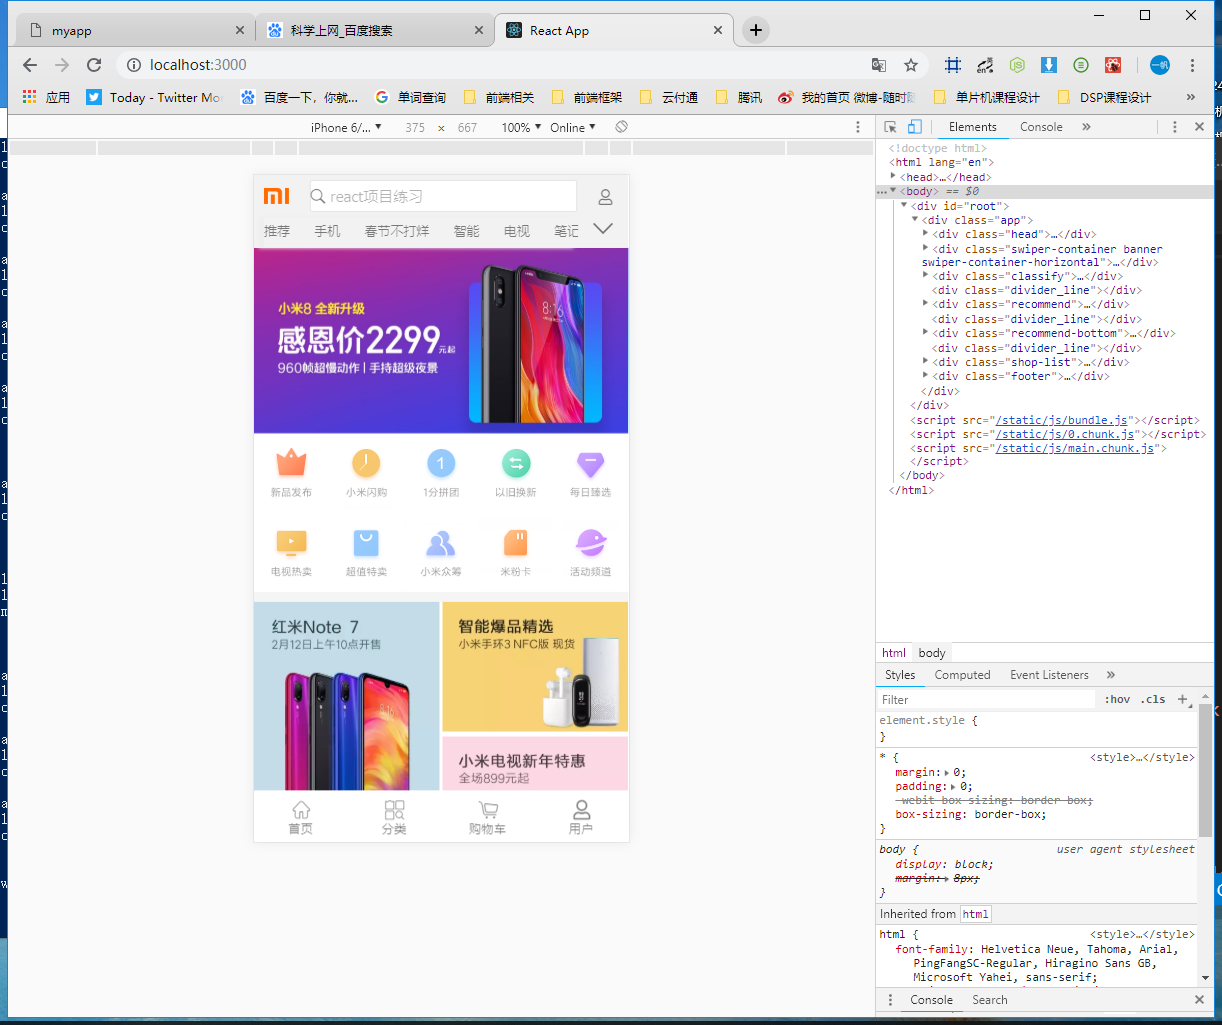 myapp
科学上网_百度搜索
React App
localhost:3000
应用
Today - Twitter Mo
百度一下，你就...
单词查询
前端相关
前端框架
云付通
腾讯
我的首页 微博-随时随
单片机课程设计
DSP课程设计
»
iPhone 6/... ▼ 375 × 667 100% ▼ Online ▼
Elements Console »
mi
react项目练习
推荐 手机 春节不打烊 智能 电视 笔记
小米8 全新升级
感恩价2299元起
960帧超慢动作 | 手持超级夜景
8:16
新品发布 小米闪购 1分拼团 以旧换新 每日臻选
1
电视热卖 超值特卖 小米众筹 米粉卡 活动频道
红米Note 7
2月12日上午10点开售
智能爆品精选
小米手环3 NFC版 现货
小米电视新年特惠
全场899元起
首页 分类 购物车 用户
<!doctype html>
<html lang="en">
<head>…</head>
<body> == $0
<div id="root">
<div class="app">
<div class="head">…</div>
<div class="swiper-container banner
swiper-container-horizontal">…</div>
<div class="classify">…</div>
<div class="divider_line"></div>
<div class="recommend">…</div>
<div class="divider_line"></div>
<div class="recommend-bottom">…</div>
<div class="divider_line"></div>
<div class="shop-list">…</div>
<div class="footer">…</div>
</div>
</div>
<script src="/static/js/bundle.js"></script>
<script src="/static/js/0.chunk.js"></script>
<script src="/static/js/main.chunk.js">
</script>
</body>
</html>
html body
Styles Computed Event Listeners »
Filter :hov .cls +
element.style {
}
* { <style>…</style>
margin: 0;
padding: 0;
-webit-box-sizing: border-box;
box-sizing: border-box;
}
body { user agent stylesheet
display: block;
margin: 8px;
}
Inherited from html
html { <style>…</style>
font-family: Helvetica Neue, Tahoma, Arial,
PingFangSC-Regular, Hiragino Sans GB,
Microsoft Yahei, sans-serif;
Console Search